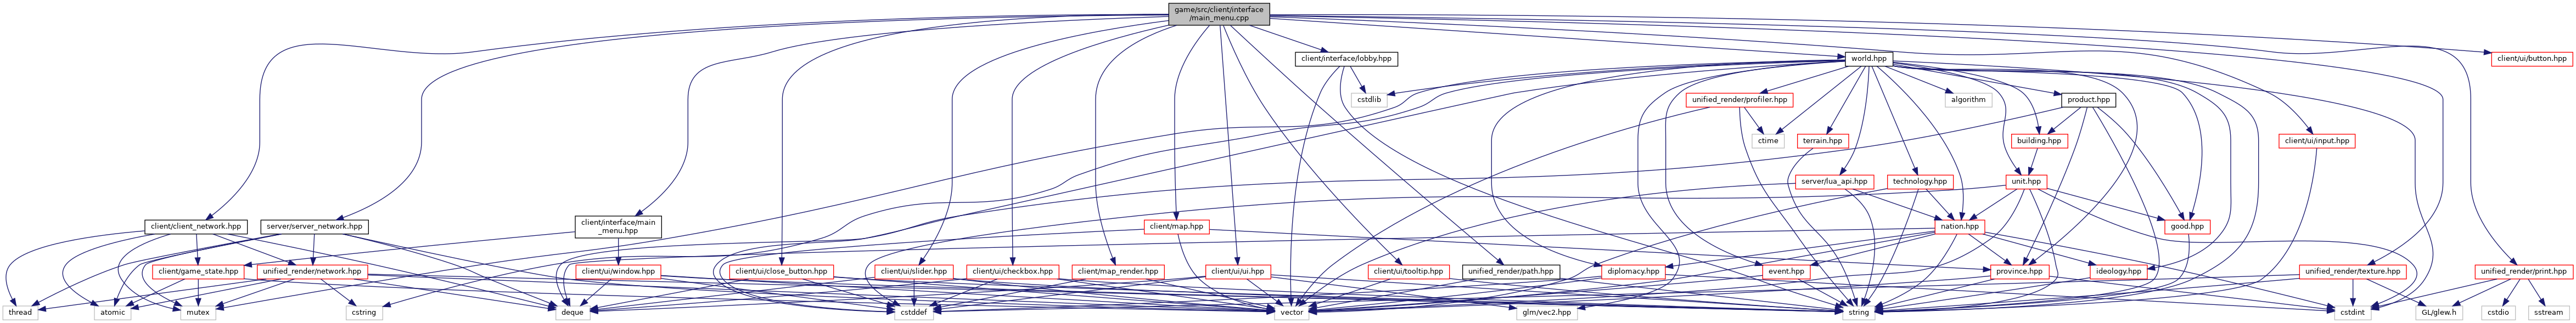 game/src/client/interface
/main_menu.cpp
client/interface/lobby.hpp
world.hpp
client/ui/button.hpp
cstdlib
unified_render/profiler.hpp
algorithm
product.hpp
ctime
terrain.hpp
building.hpp
client/ui/input.hpp
server/lua_api.hpp
technology.hpp
unit.hpp
client/client_network.hpp
server/server_network.hpp
client/interface/main
_menu.hpp
client/map.hpp
nation.hpp
good.hpp
client/game_state.hpp
unified_render/network.hpp
client/ui/window.hpp
client/ui/close_button.hpp
client/ui/slider.hpp
client/ui/checkbox.hpp
client/map_render.hpp
client/ui/ui.hpp
client/ui/tooltip.hpp
unified_render/path.hpp
diplomacy.hpp
event.hpp
province.hpp
ideology.hpp
unified_render/texture.hpp
unified_render/print.hpp
thread
atomic
mutex
cstring
deque
cstddef
vector
glm/vec2.hpp
string
cstdint
GL/glew.h
cstdio
sstream